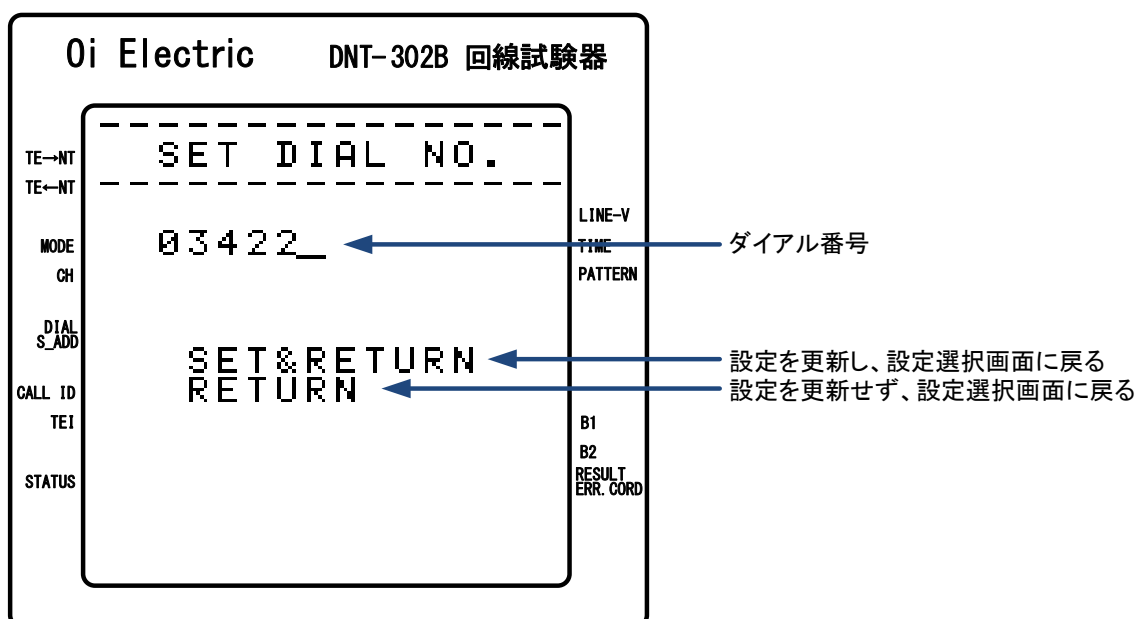 Oi Electric DNT-302B 回線試験器
SET DIAL NO.
TE→NT
TE←NT
LINE-V
MODE
03422_
TIME
ダイアル番号
CH
PATTERN
DIAL
S_ADD
SET&RETURN
設定を更新し、設定選択画面に戻る
CALL ID
RETURN
設定を更新せず、設定選択画面に戻る
TEI
B1
B2
STATUS
RESULT
ERR.CORD